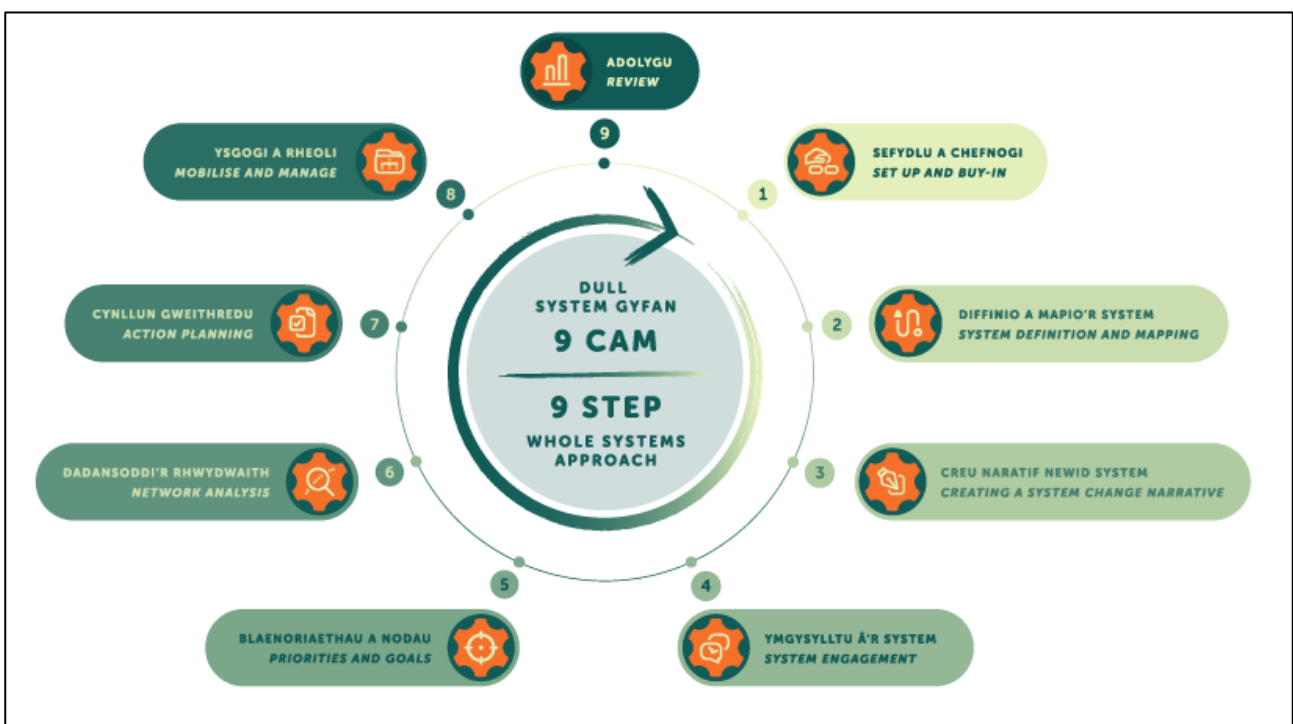 DULL
SYSTEM GYFAN
9 CAM
9 STEP
WHOLE SYSTEMS
APPROACH
1
SEFYDLU A CHEFNOGI
SET UP AND BUY-IN
2
DIFFINIO A MAPIO'R SYSTEM
SYSTEM DEFINITION AND MAPPING
3
CREU NARATIF NEWID SYSTEM
CREATING A SYSTEM CHANGE NARRATIVE
4
YMGYSYLLTU Â'R SYSTEM
SYSTEM ENGAGEMENT
5
BLAENORIAETHAU A NODAU
PRIORITIES AND GOALS
6
DADANSODDI'R RHWYDWAITH
NETWORK ANALYSIS
7
CYNLLUN GWEITHREDU
ACTION PLANNING
8
YSGOGI A RHEOLI
MOBILISE AND MANAGE
9
ADOLYGU
REVIEW